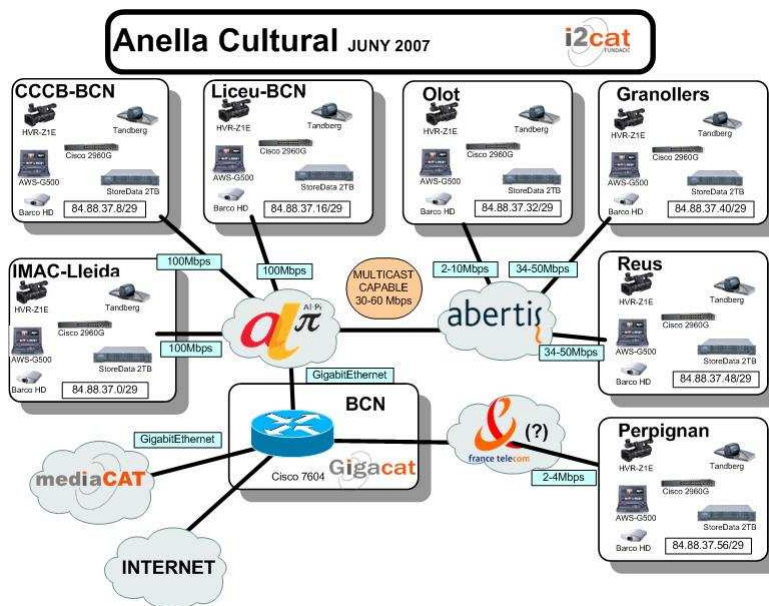 Anella Cultural JUNY 2007
i2cat
FUNDACIÓ
CCCB-BCN
HVR-Z1E
Tandberg
Cisco 2960G
AWS-G500
StoreData 2TB
Barco HD
84.88.37.8/29
Liceu-BCN
HVR-Z1E
Tandberg
Cisco 2960G
AWS-G500
StoreData 2TB
Barco HD
84.88.37.16/29
Olot
HVR-Z1E
Tandberg
Cisco 2960G
AWS-G500
StoreData 2TB
Barco HD
84.88.37.32/29
Granollers
HVR-Z1E
Tandberg
Cisco 2960G
AWS-G500
StoreData 2TB
Barco HD
84.88.37.40/29
IMAC-Lleida
HVR-Z1E
Tandberg
Cisco 2960G
AWS-G500
StoreData 2TB
Barco HD
84.88.37.0/29
100Mbps
100Mbps
100Mbps
MULTICAST
CAPABLE
30-60 Mbps
2-10Mbps
34-50Mbps
34-50Mbps
al Al·Pi π
abertis
Reus
HVR-Z1E
Tandberg
Cisco 2960G
AWS-G500
StoreData 2TB
Barco HD
84.88.37.48/29
GigabitEthernet
BCN
Cisco 7604
Gigacat
GigabitEthernet
mediaCAT
INTERNET
(?)
france telecom
2-4Mbps
Perpignan
HVR-Z1E
Tandberg
Cisco 2960G
AWS-G500
StoreData 2TB
Barco HD
84.88.37.56/29